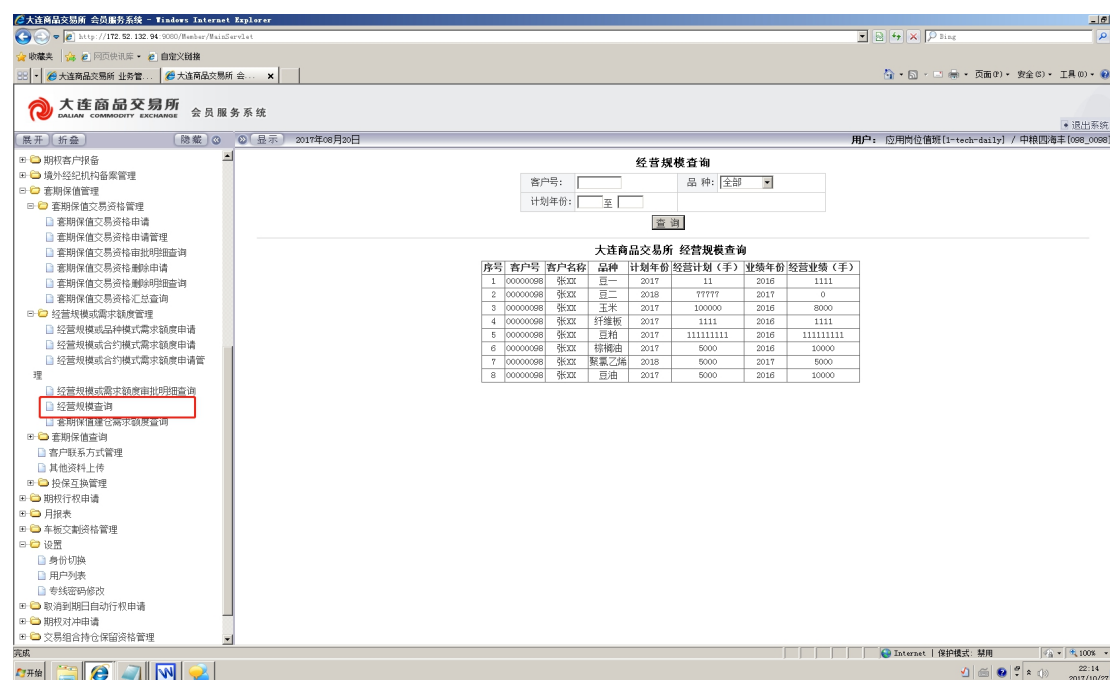 大连商品交易所 会员服务系统 - Windows Internet Explorer
http://172.52.132.94:9080/Member/MainServlet
Bing
收藏夹 网页快讯库 自定义链接
大连商品交易所 业务管... 大连商品交易所 会... x
页面(P) 安全(S) 工具(O)
大连商品交易所 会员服务系统
DALIAN COMMODITY EXCHANGE
退出系统
展开 折叠 隐藏 显示 2017年08月20日 用户: 应用岗位值班[1-tech-daily] / 中粮四海丰[098_0098]
期权客户报备
境外经纪机构备案管理
套期保值管理
套期保值交易资格管理
套期保值交易资格申请
套期保值交易资格申请管理
套期保值交易资格审批明细查询
套期保值交易资格删除申请
套期保值交易资格删除明细查询
套期保值交易资格汇总查询
经营规模或需求额度管理
经营规模或品种模式需求额度申请
经营规模或合约模式需求额度申请
经营规模或合约模式需求额度申请管
理
经营规模或需求额度审批明细查询
经营规模查询
套期保值建仓需求额度查询
套期保值查询
客户联系方式管理
其他资料上传
投保互换管理
期权行权申请
月报表
车板交割资格管理
设置
身份切换
用户列表
专线密码修改
取消到期日自动行权申请
期权对冲申请
交易组合持仓保留资格管理
经营规模查询
客户号: 品 种: 全部
计划年份: 至
查 询
大连商品交易所 经营规模查询
序号 客户号 客户名称 品种 计划年份 经营计划（手） 业绩年份 经营业绩（手）
1 00000098 张XX 豆一 2017 11 2016 1111
2 00000098 张XX 豆二 2018 77777 2017 0
3 00000098 张XX 玉米 2017 100000 2016 8000
4 00000098 张XX 纤维板 2017 1111 2016 1111
5 00000098 张XX 豆粕 2017 111111111 2016 111111111
6 00000098 张XX 棕榈油 2017 5000 2016 10000
7 00000098 张XX 聚氯乙烯 2018 5000 2017 5000
8 00000098 张XX 豆油 2017 5000 2016 10000
完成 Internet | 保护模式: 禁用 100%
开始 22:14
2017/10/27